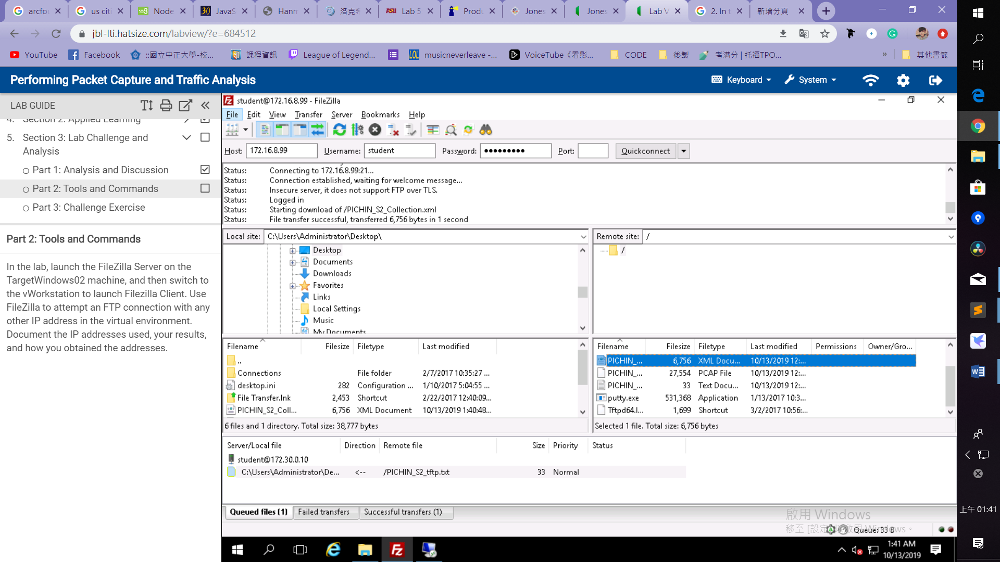 arcfou
us citi
Node
JavaS
Hanm
洛克希
Lab 5
Produ
Jones
Jones
Lab V
2. In t
新增分頁
jbl-lti.hatsize.com/labview/?e=684512
YouTube
Facebook
::國立中正大學-校...
課程資訊
League of Legend...
musicneverleave -...
VoiceTube《看影...
CODE
後製
考满分 | 托福TPO...
»
其他書籤
Performing Packet Capture and Traffic Analysis
Keyboard
System
LAB GUIDE
4. Section 2: Applied Learning
5. Section 3: Lab Challenge and
Analysis
Part 1: Analysis and Discussion
Part 2: Tools and Commands
Part 3: Challenge Exercise
Part 2: Tools and Commands
In the lab, launch the FileZilla Server on the
TargetWindows02 machine, and then switch to
the vWorkstation to launch Filezilla Client. Use
FileZilla to attempt an FTP connection with any
other IP address in the virtual environment.
Document the IP addresses used, your results,
and how you obtained the addresses.
student@172.16.8.99 - FileZilla
File Edit View Transfer Server Bookmarks Help
Host: 172.16.8.99 Username: student Password: ●●●●●●●●● Port: Quickconnect
Status: Connecting to 172.16.8.99:21...
Status: Connection established, waiting for welcome message...
Status: Insecure server, it does not support FTP over TLS.
Status: Logged in
Status: Starting download of /PICHIN_S2_Collection.xml
Status: File transfer successful, transferred 6,756 bytes in 1 second
Local site: C:\Users\Administrator\Desktop\
Desktop
Documents
Downloads
Favorites
Links
Local Settings
Music
My Documents
Remote site: /
/
Filename Filesize Filetype Last modified
..
Connections File folder 2/7/2017 10:35:27 ...
desktop.ini 282 Configuration ... 1/10/2017 5:04:55 ...
File Transfer.lnk 2,453 Shortcut 2/22/2017 12:40:09...
PICHIN_S2_Coll... 6,756 XML Document 10/13/2019 1:40:48...
6 files and 1 directory. Total size: 38,777 bytes
Filename Filesize Filetype Last modified Permissions Owner/Gro...
PICHIN_... 6,756 XML Docu... 10/13/2019 12:...
PICHIN_... 27,554 PCAP File 10/13/2019 12:...
PICHIN_... 33 Text Docu... 10/13/2019 12:...
putty.exe 531,368 Application 1/13/2017 10:3...
Tftpd64.l... 1,699 Shortcut 3/2/2017 10:56:...
Selected 1 file. Total size: 6,756 bytes
Server/Local file Direction Remote file Size Priority Status
student@172.30.0.10
C:\Users\Administrator\De... <-- /PICHIN_S2_tftp.txt 33 Normal
Queued files (1) Failed transfers Successful transfers (1)
啟用 Windows
Queue: 33 B
1:41 AM
10/13/2019
上午 01:41